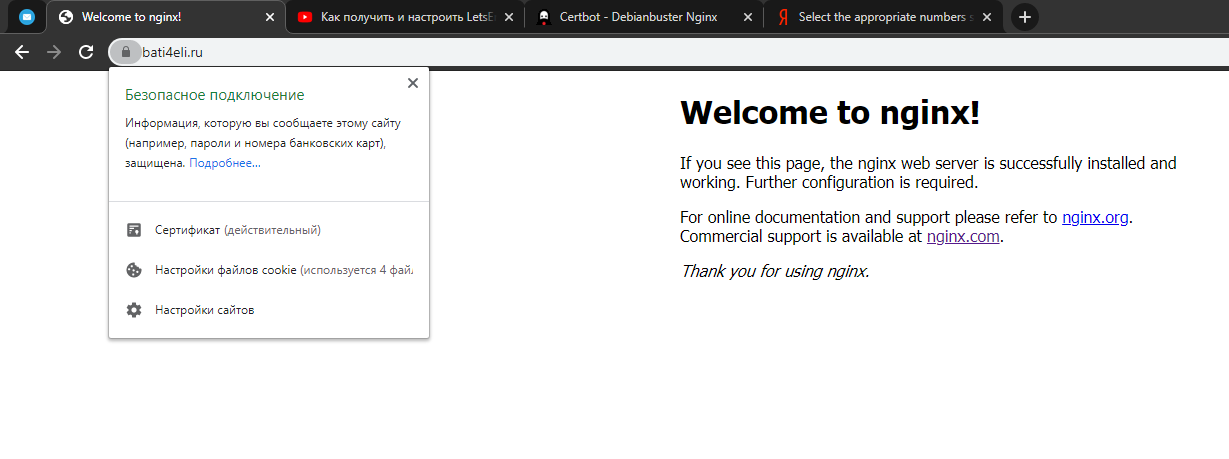 Welcome to nginx!
Как получить и настроить LetsE
Certbot - Debianbuster Nginx
Select the appropriate numbers s
bati4eli.ru
Безопасное подключение
Информация, которую вы сообщаете этому сайту
(например, пароли и номера банковских карт),
защищена. Подробнее...
Сертификат (действительный)
Настройки файлов cookie (используется 4 фай
Настройки сайтов
Welcome to nginx!
If you see this page, the nginx web server is successfully installed and
working. Further configuration is required.
For online documentation and support please refer to nginx.org.
Commercial support is available at nginx.com.
Thank you for using nginx.